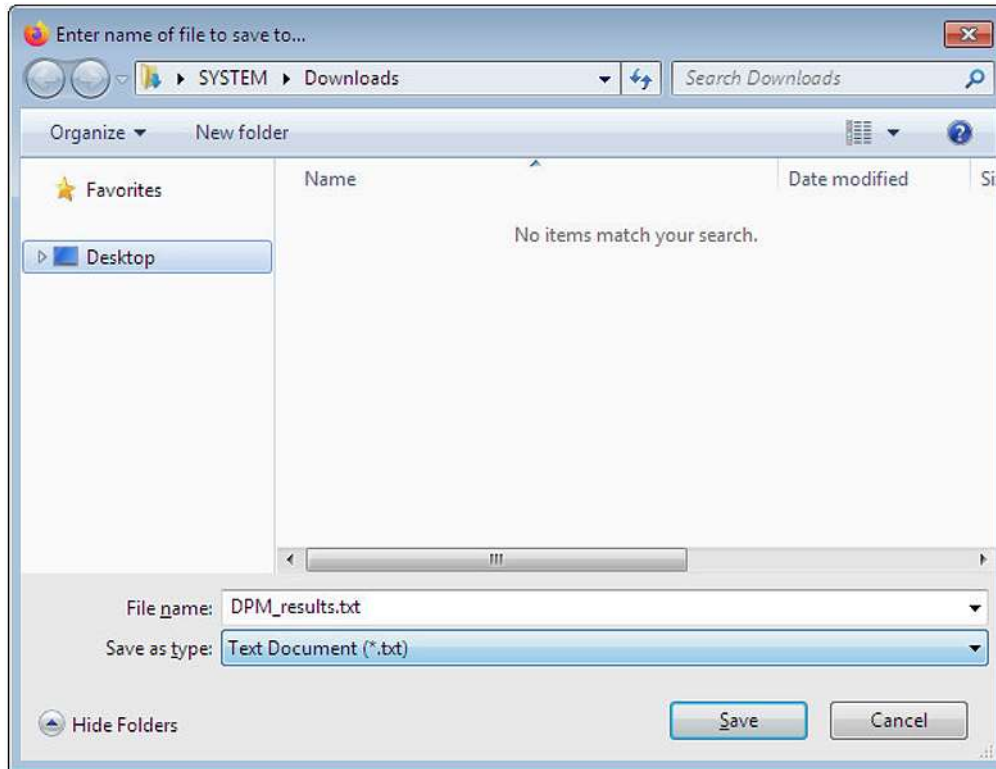 Enter name of file to save to...
SYSTEM Downloads Search Downloads
Organize New folder
Favorites Name Date modified Si
No items match your search.
Desktop
File name: DPM_results.txt
Save as type: Text Document (*.txt)
Hide Folders Save Cancel